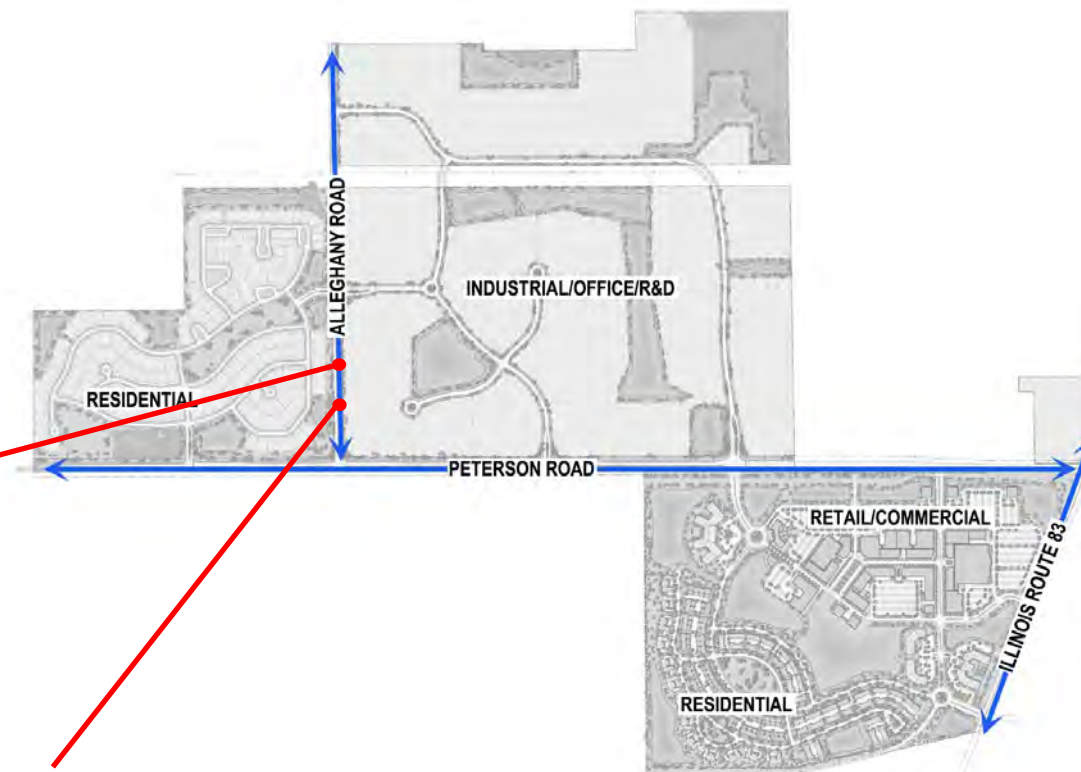 ALLEGHANY ROAD
INDUSTRIAL/OFFICE/R&D
RESIDENTIAL
PETERSON ROAD
RETAIL/COMMERCIAL
ILLINOIS ROUTE 83
RESIDENTIAL